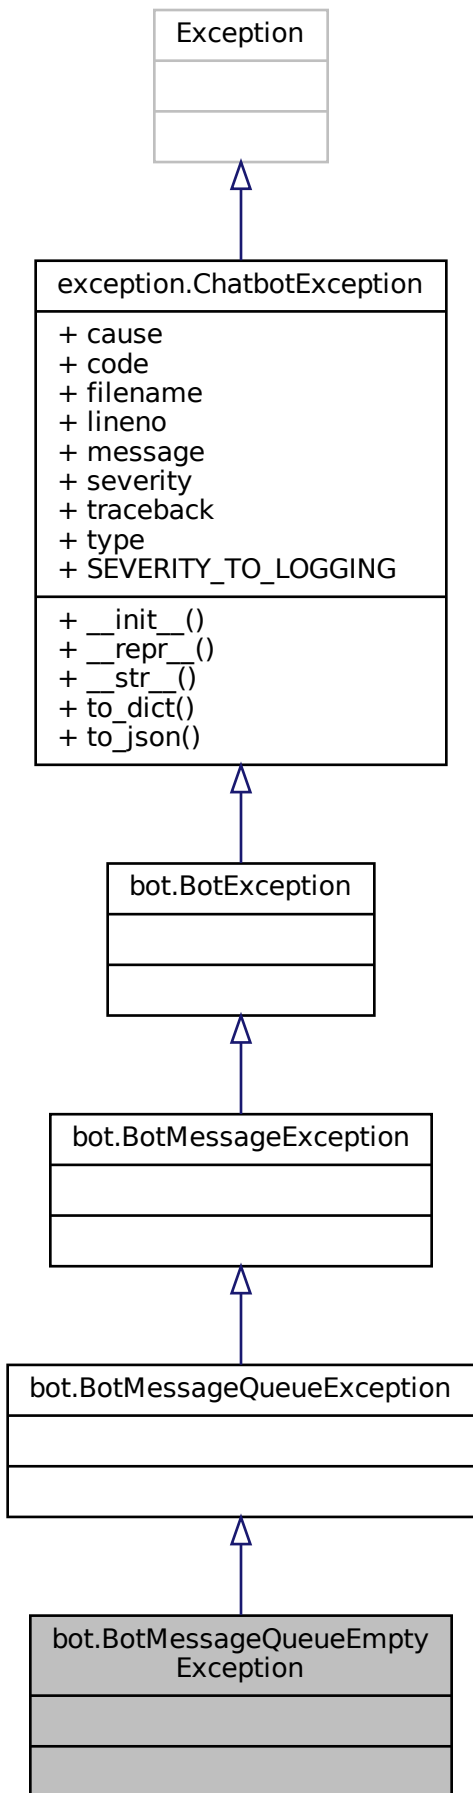 Exception
exception.ChatbotException
+ cause
+ code
+ filename
+ lineno
+ message
+ severity
+ traceback
+ type
+ SEVERITY_TO_LOGGING
+ __init__()
+ __repr__()
+ __str__()
+ to_dict()
+ to_json()
bot.BotException
bot.BotMessageException
bot.BotMessageQueueException
bot.BotMessageQueueEmpty
Exception